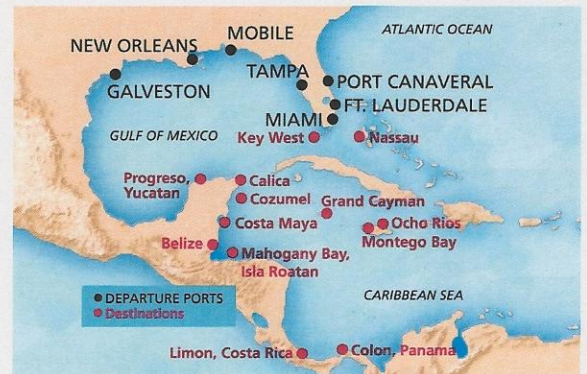 ATLANTIC OCEAN
MOBILE
NEW ORLEANS
TAMPA
PORT CANAVERAL
GALVESTON
FT. LAUDERDALE
MIAMI
GULF OF MEXICO
Key West
Nassau
Progreso,
Yucatan
Calica
Cozumel
Grand Cayman
Costa Maya
Ocho Rios
Montego Bay
Belize
Mahogany Bay,
Isla Roatan
CARIBBEAN SEA
DEPARTURE PORTS
Destinations
Limon, Costa Rica
Colon, Panama